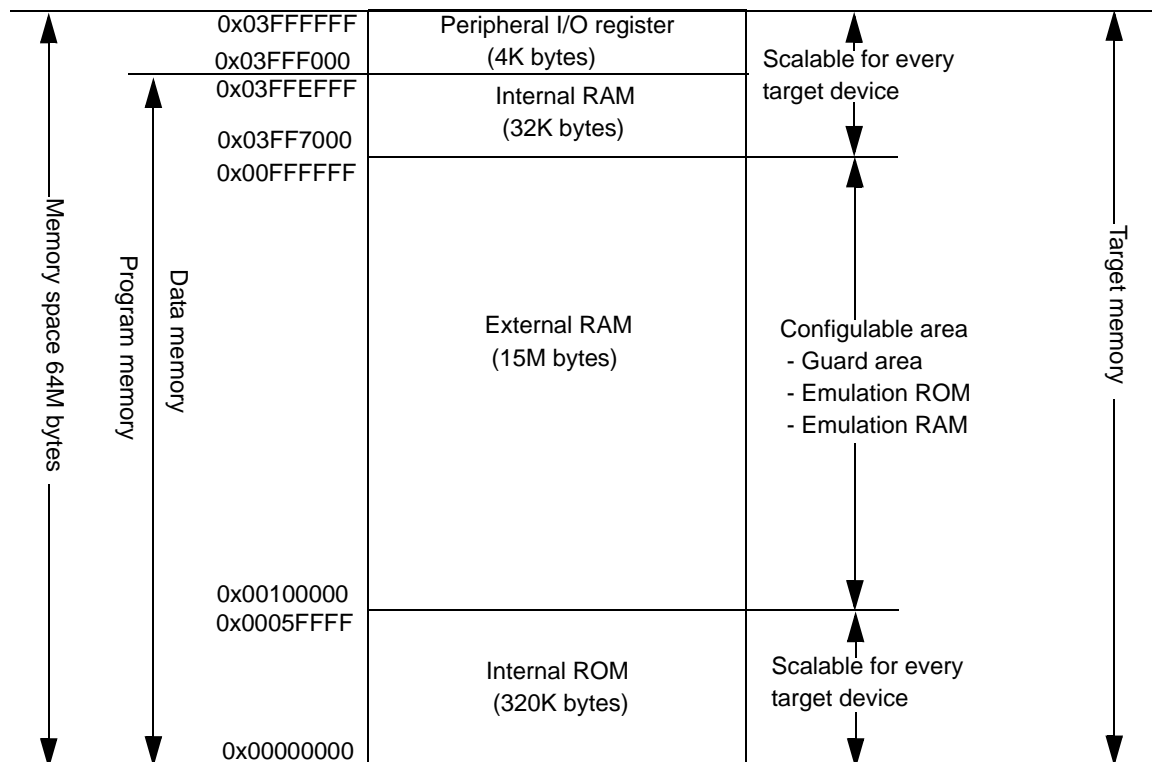 0x03FFFFFF
Peripheral I/O register
(4K bytes)
0x03FFF000
Scalable for every
target device
0x03FFEFFF
Internal RAM
(32K bytes)
0x03FF7000
0x00FFFFFF
Memory space 64M bytes
Program memory
Data memory
External RAM
(15M bytes)
Configulable area
- Guard area
- Emulation ROM
- Emulation RAM
Target memory
0x00100000
0x0005FFFF
Internal ROM
(320K bytes)
Scalable for every
target device
0x00000000